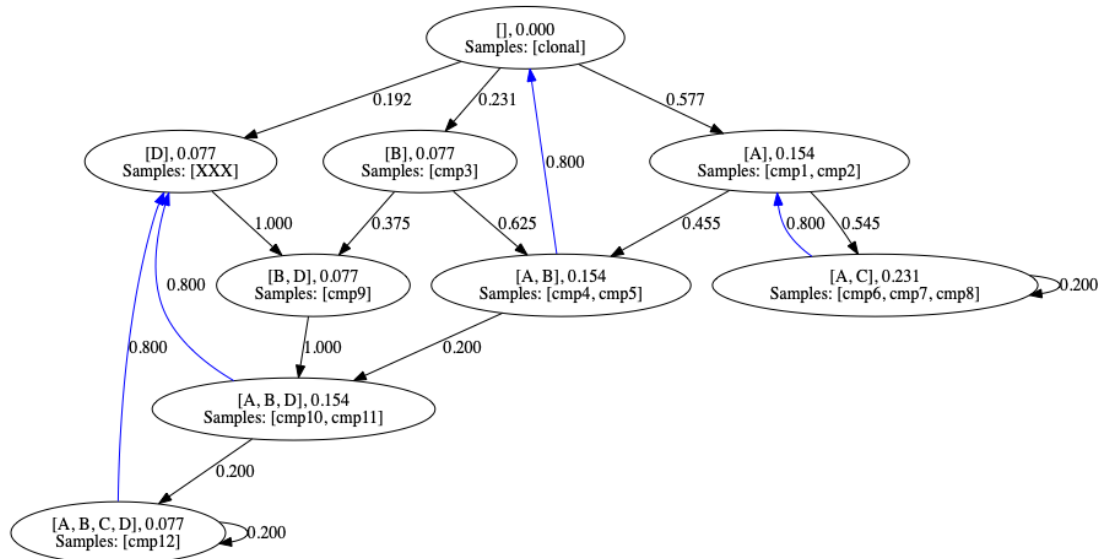 [], 0.000
Samples: [clonal]
0.192
0.231
0.577
[D], 0.077
Samples: [XXX]
[B], 0.077
Samples: [cmp3]
0.800
[A], 0.154
Samples: [cmp1, cmp2]
1.000
0.375
0.625
0.455
0.800
0.545
[B, D], 0.077
Samples: [cmp9]
[A, B], 0.154
Samples: [cmp4, cmp5]
[A, C], 0.231
Samples: [cmp6, cmp7, cmp8]
0.200
0.800
0.800
1.000
0.200
[A, B, D], 0.154
Samples: [cmp10, cmp11]
0.200
[A, B, C, D], 0.077
Samples: [cmp12]
0.200